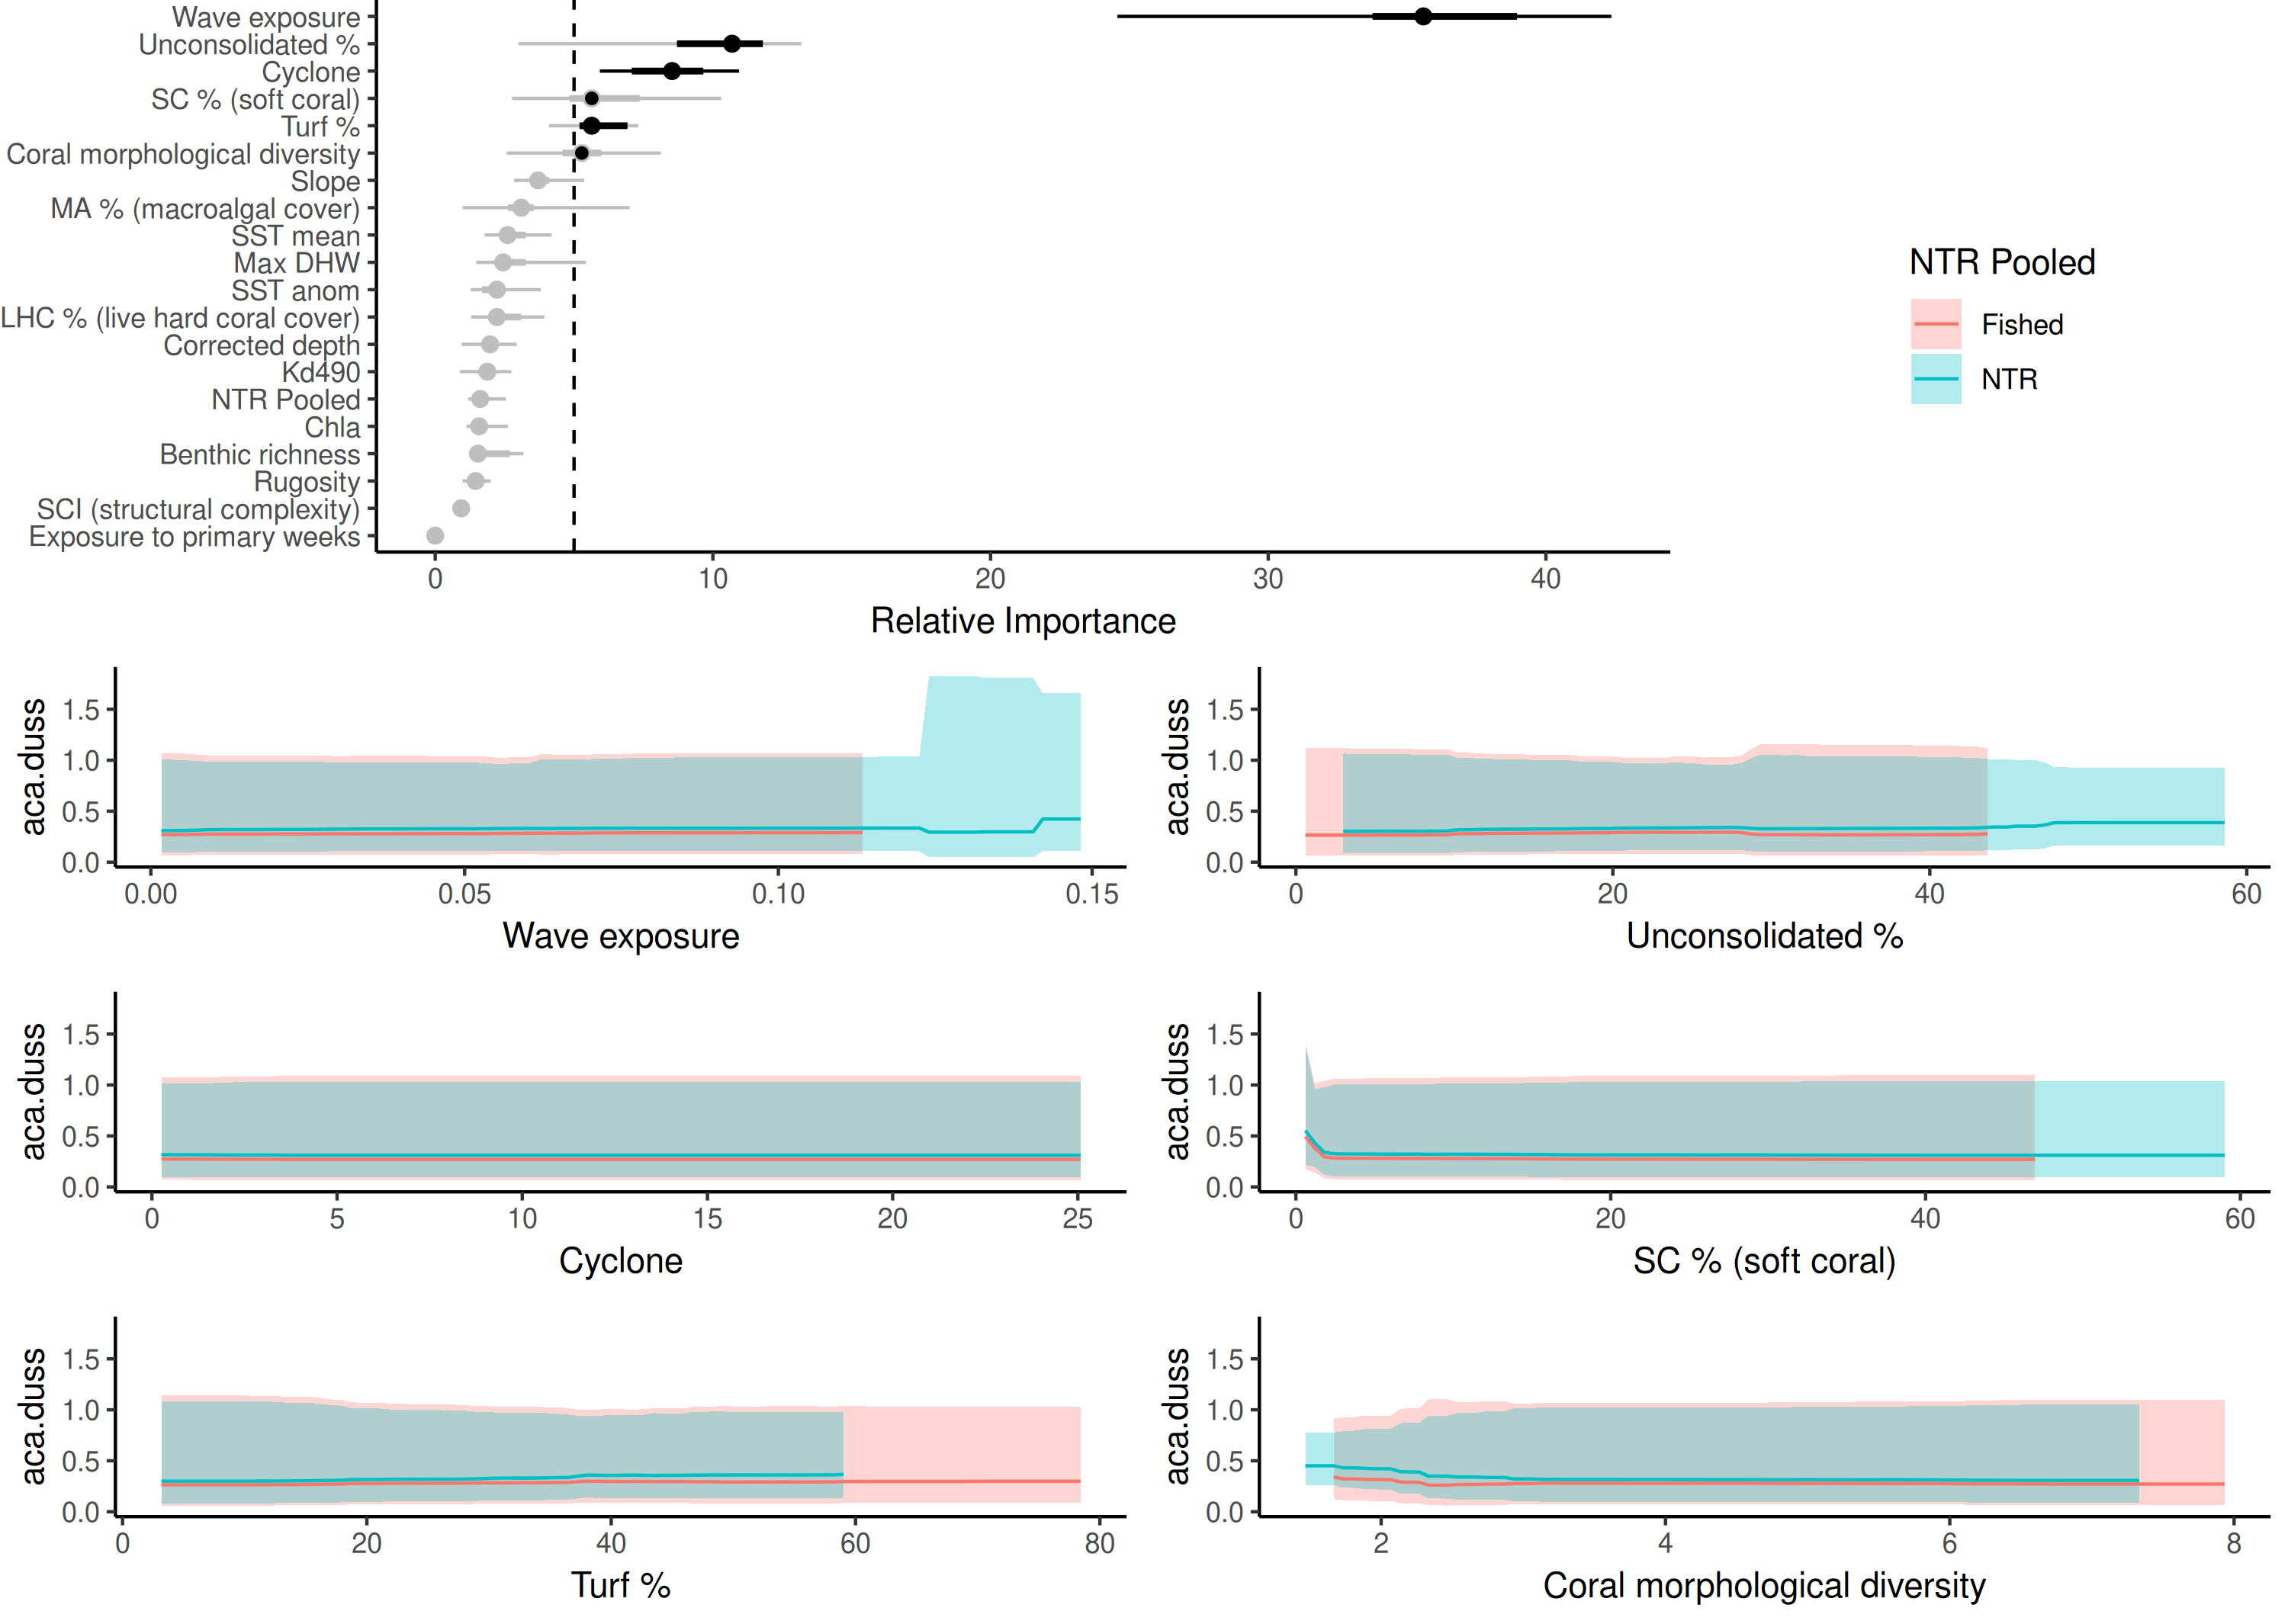 Wave exposure
Unconsolidated %
Cyclone
SC % (soft coral)
Turf %
Coral morphological diversity
Slope
MA % (macroalgal cover)
SST mean
Max DHW
SST anom
LHC % (live hard coral cover)
Corrected depth
Kd490
NTR Pooled
Chla
Benthic richness
Rugosity
SCI (structural complexity)
Exposure to primary weeks
0 10 20 30 40
Relative Importance
NTR Pooled
Fished
NTR
aca.duss
1.5
1.0
0.5
0.0
0.00 0.05 0.10 0.15
Wave exposure
aca.duss
1.5
1.0
0.5
0.0
0 20 40 60
Unconsolidated %
aca.duss
1.5
1.0
0.5
0.0
0 5 10 15 20 25
Cyclone
aca.duss
1.5
1.0
0.5
0.0
0 20 40 60
SC % (soft coral)
aca.duss
1.5
1.0
0.5
0.0
0 20 40 60 80
Turf %
aca.duss
1.5
1.0
0.5
0.0
2 4 6 8
Coral morphological diversity